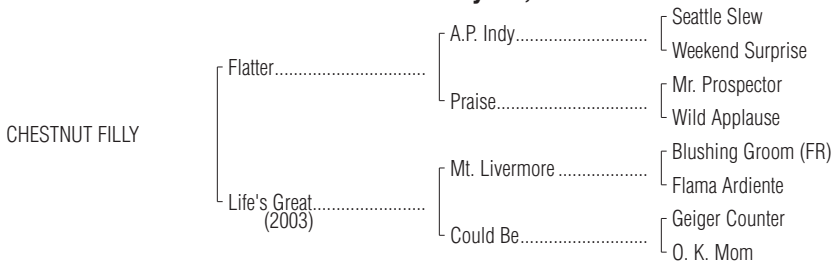 Seattle Slew
A.P. Indy
Weekend Surprise
Flatter
Mr. Prospector
Praise
Wild Applause
CHESTNUT FILLY
Blushing Groom (FR)
Mt. Livermore
Flama Ardiente
Life's Great
(2003)
Geiger Counter
Could Be
O. K. Mom